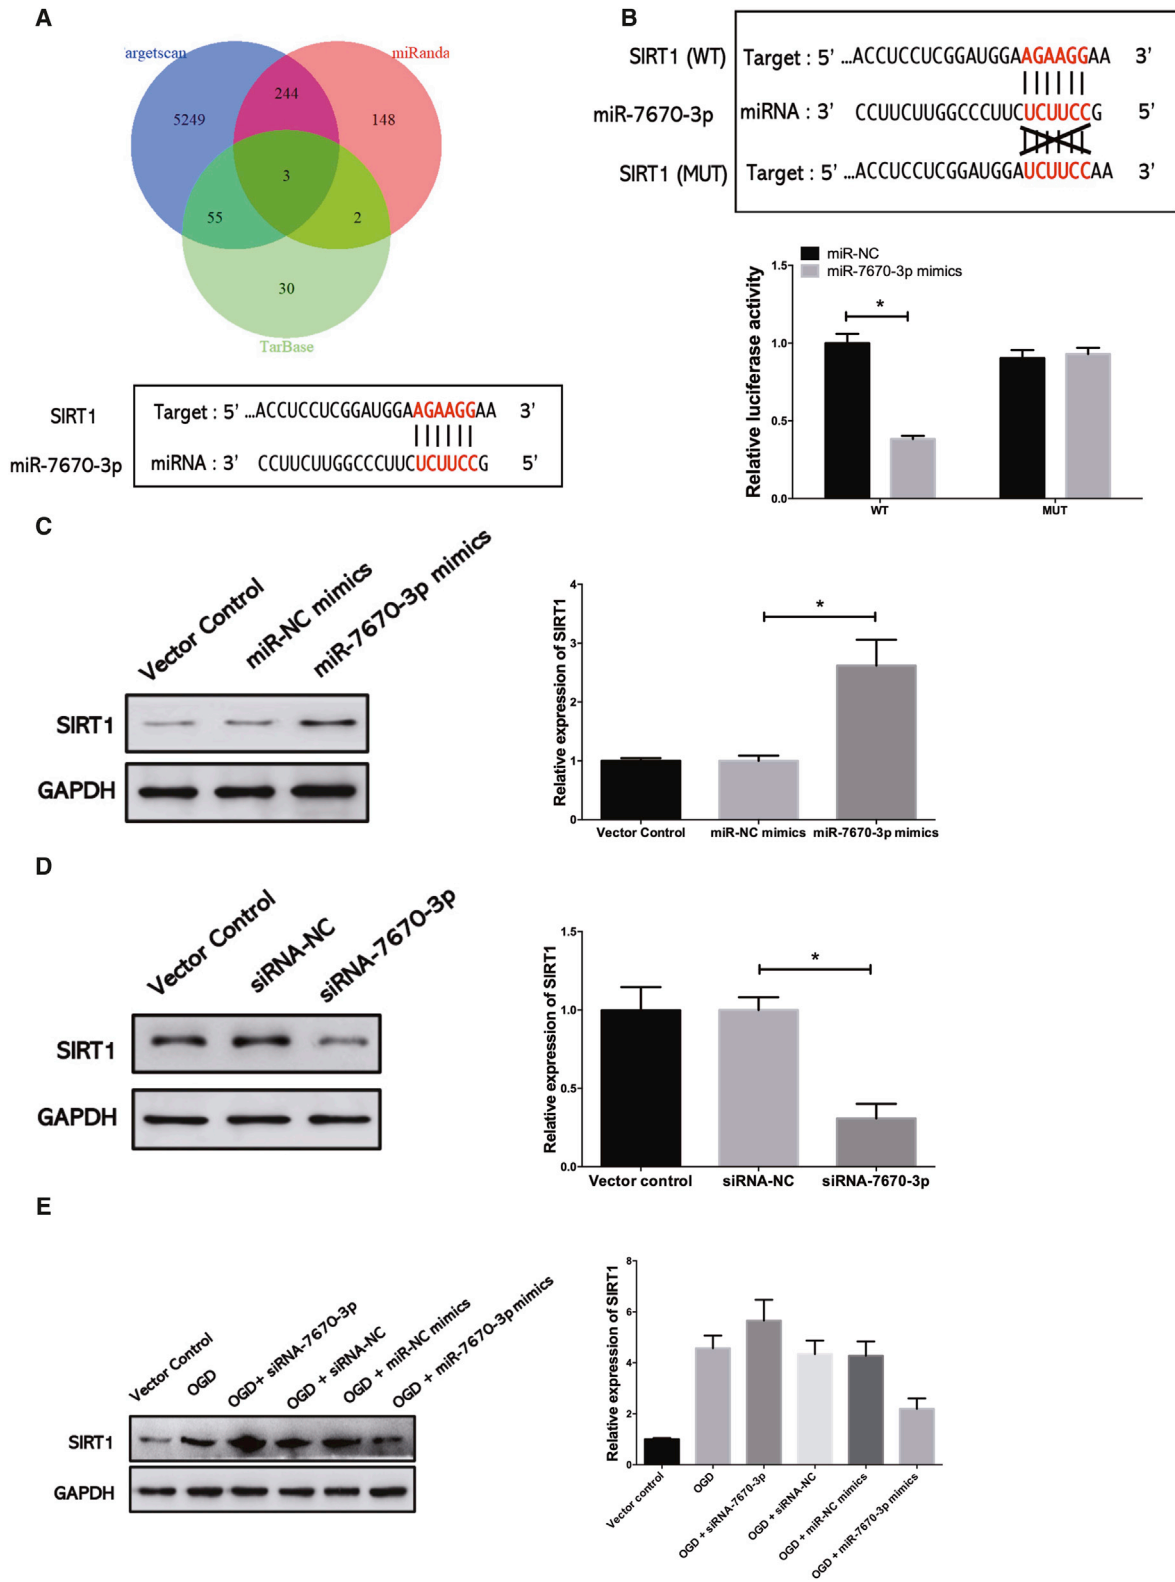 A
argetscan
miRanda
244
5249
148
3
55
2
30
TarBase
SIRT1
Target : 5' ...ACCUCCUCGGAUGGAAGAAGGAA 3'
miR-7670-3p
miRNA : 3' CCUUCUUGGCCCUUCUCUUCCG 5'
B
SIRT1 (WT)
Target : 5' ...ACCUCCUCGGAUGGAAGAAGGAA 3'
miR-7670-3p
miRNA : 3' CCUUCUUGGCCCUUCUCUUCCG 5'
SIRT1 (MUT)
Target : 5' ...ACCUCCUCGGAUGGAUCUUCCAA 3'
miR-NC
miR-7670-3p mimics
Relative luciferase activity
1.5
1.0
0.5
0.0
*
WT
MUT
C
Vector Control
miR-NC mimics
miR-7670-3p mimics
SIRT1
GAPDH
Relative expression of SIRT1
4
3
2
1
0
*
Vector Control
miR-NC mimics
miR-7670-3p mimics
D
Vector Control
siRNA-NC
siRNA-7670-3p
SIRT1
GAPDH
Relative expression of SIRT1
1.5
1.0
0.5
0.0
*
Vector control
siRNA-NC
siRNA-7670-3p
E
Vector Control
OGD
OGD+ siRNA-7670-3p
OGD + siRNA-NC
OGD + miR-NC mimics
OGD + miR-7670-3p mimics
SIRT1
GAPDH
Relative expression of SIRT1
8
6
4
2
0
Vector control
OGD
OGD + siRNA-7670-3p
OGD + siRNA-NC
OGD + miR-NC mimics
OGD + miR-7670-3p mimics